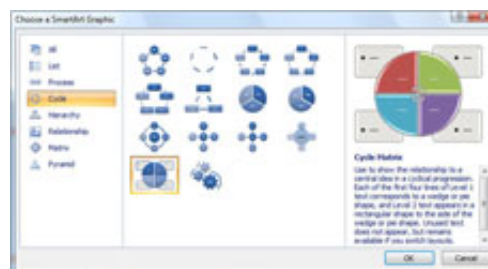 Choose a SmartArt Graphic
All
List
Process
Cycle
Hierarchy
Relationship
Matrix
Pyramid
Cycle Matrix
Use to show the relationship to a
central idea in a cyclical progression.
Each of the first four lines of Level 1
text corresponds to a wedge or pie
shape, and Level 2 text appears in a
rectangular shape to the side of the
wedge or pie shape. Unused text
does not appear, but remains
available if you switch layouts.
OK
Cancel